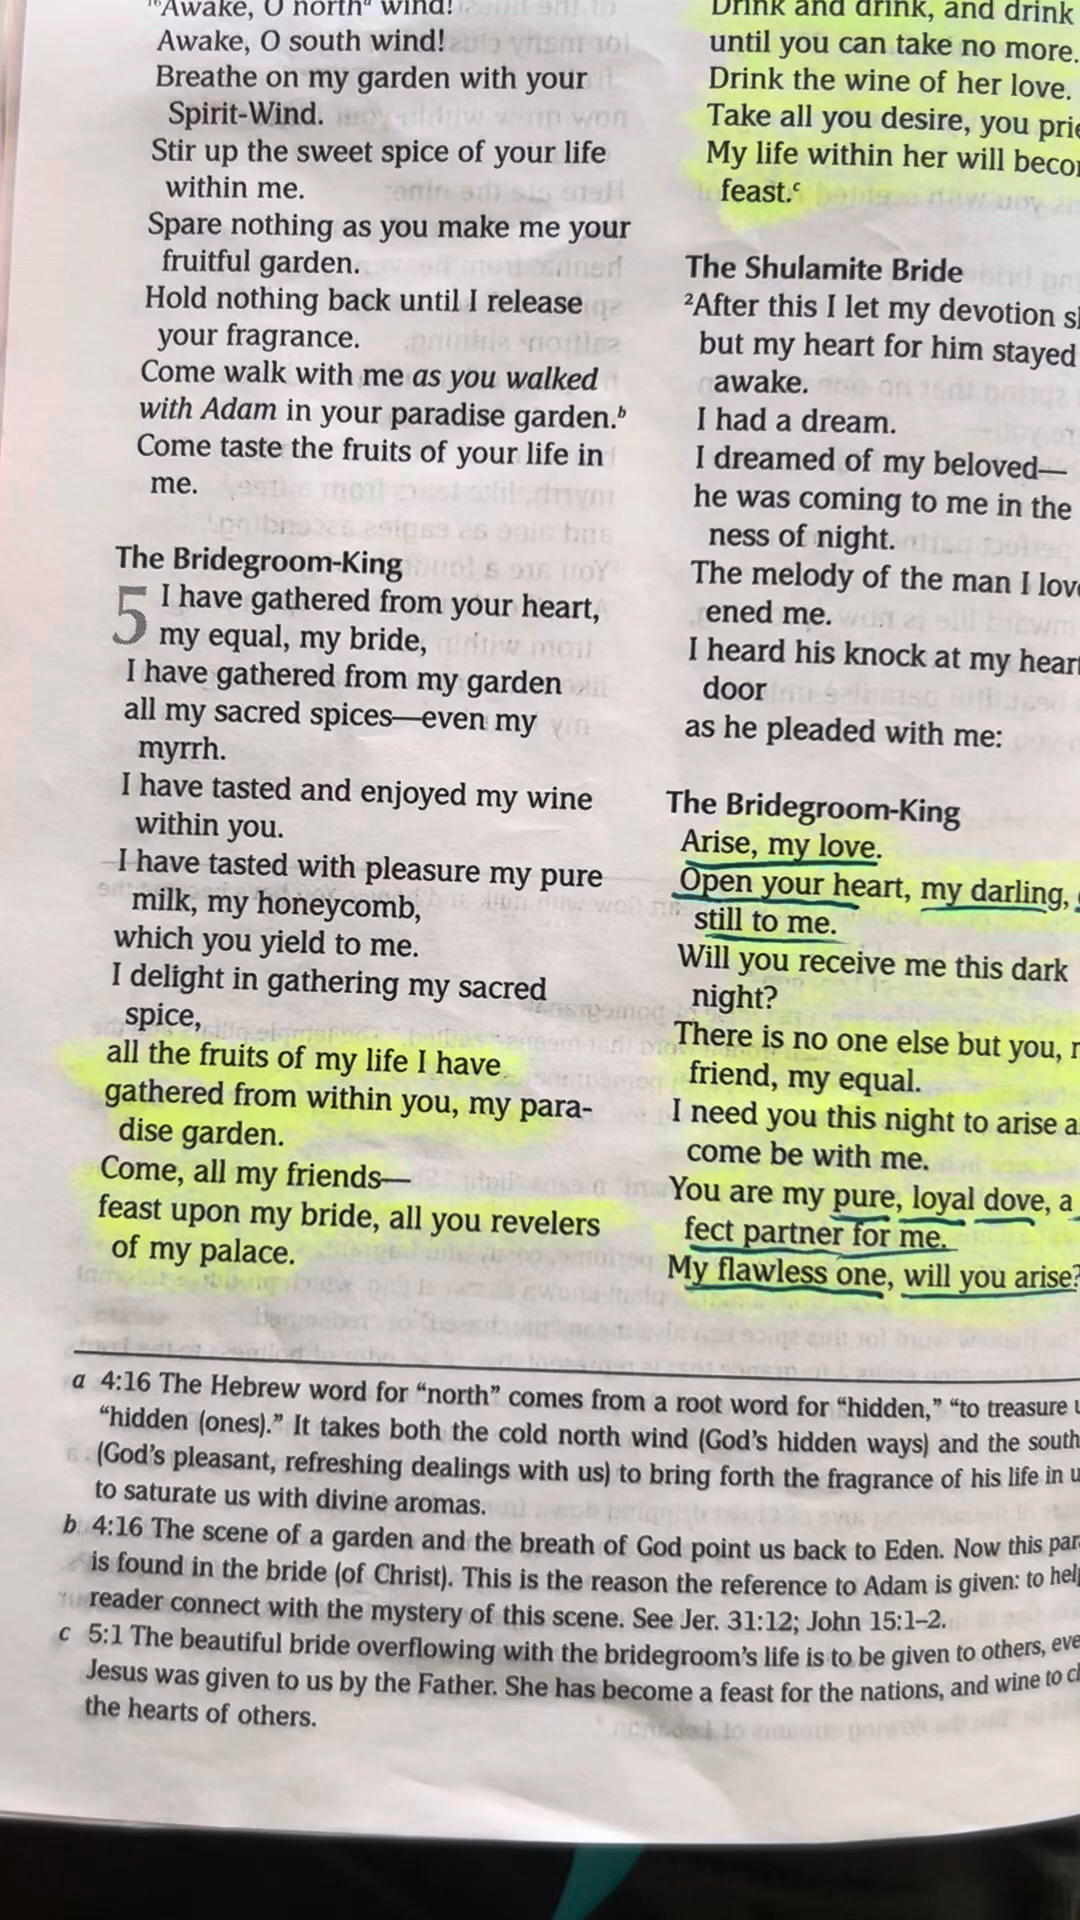 ¹⁶Awake, O northᵃ wind!
Awake, O south wind!
Breathe on my garden with your
Spirit-Wind.
Stir up the sweet spice of your life
within me.
Spare nothing as you make me your
fruitful garden.
Hold nothing back until I release
your fragrance.
Come walk with me as you walked
with Adam in your paradise garden.ᵇ
Come taste the fruits of your life in
me.
The Bridegroom-King
5 I have gathered from your heart,
my equal, my bride,
I have gathered from my garden
all my sacred spices—even my
myrrh.
I have tasted and enjoyed my wine
within you.
I have tasted with pleasure my pure
milk, my honeycomb,
which you yield to me.
I delight in gathering my sacred
spice,
all the fruits of my life I have
gathered from within you, my para-
dise garden.
Come, all my friends—
feast upon my bride, all you revelers
of my palace.
Drink and drink, and drink
until you can take no more.
Drink the wine of her love.
Take all you desire, you
My life within her will
feast.ᶜ
The Shulamite Bride
²After this I let my devotion
but my heart for him stayed
awake.
I had a dream.
I dreamed of my beloved—
he was coming to me in the
ness of night.
The melody of the man I
ened me.
I heard his knock at my
door
as he pleaded with me:
The Bridegroom-King
Arise, my love.
Open your heart, my darling,
still to me.
Will you receive me this dark
night?
There is no one else but you,
friend, my equal.
I need you this night to arise
come be with me.
You are my pure, loyal dove, a
fect partner for me.
My flawless one, will you arise?
a 4:16 The Hebrew word for “north” comes from a root word for “hidden,” “to treasure
“hidden (ones).” It takes both the cold north wind (God’s hidden ways) and the south
(God’s pleasant, refreshing dealings with us) to bring forth the fragrance of his life in
to saturate us with divine aromas.
b 4:16 The scene of a garden and the breath of God point us back to Eden. Now this
is found in the bride (of Christ). This is the reason the reference to Adam is given: to
reader connect with the mystery of this scene. See Jer. 31:12; John 15:1–2.
c 5:1 The beautiful bride overflowing with the bridegroom’s life is to be given to others,
Jesus was given to us by the Father. She has become a feast for the nations, and wine to
the hearts of others.